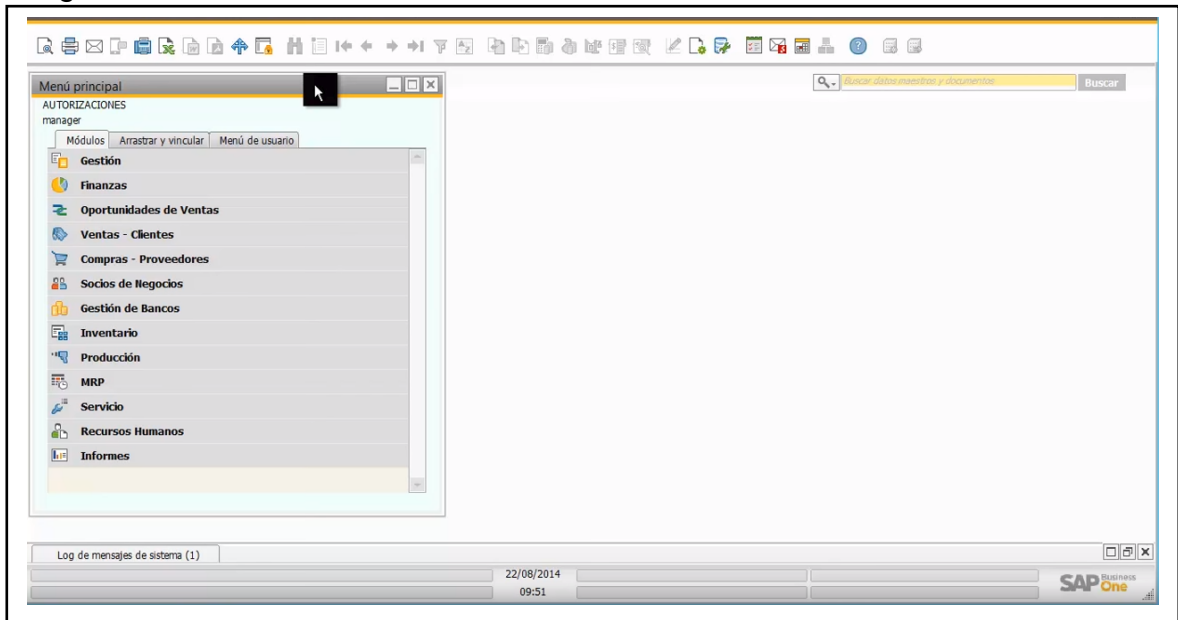 Menú principal
Buscar datos maestros y documentos
Buscar
AUTORIZACIONES
manager
Módulos Arrastrar y vincular Menú de usuario
Gestión
Finanzas
Oportunidades de Ventas
Ventas - Clientes
Compras - Proveedores
Socios de Negocios
Gestión de Bancos
Inventario
Producción
MRP
Servicio
Recursos Humanos
Informes
Log de mensajes de sistema (1)
22/08/2014
09:51
SAP Business One